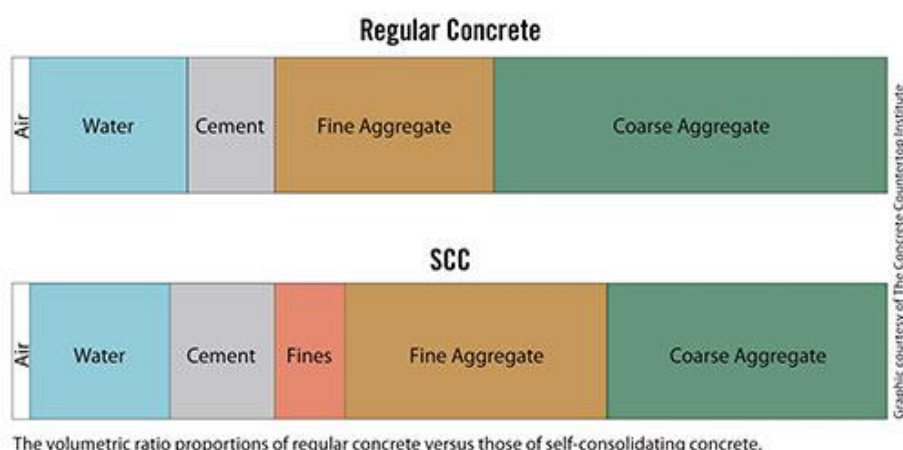 Regular Concrete
Air
Water
Cement
Fine Aggregate
Coarse Aggregate
SCC
Air
Water
Cement
Fines
Fine Aggregate
Coarse Aggregate
Graphic courtesy of The Concrete Countertop Institute
The volumetric ratio proportions of regular concrete versus those of self-consolidating concrete.